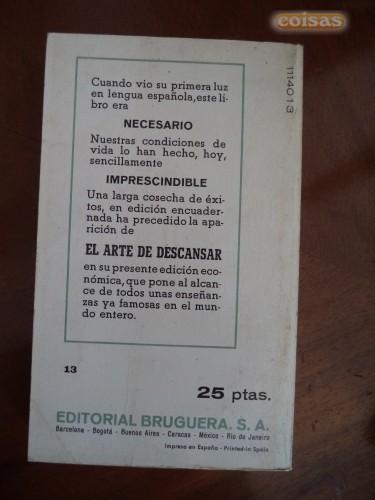 coisas
1114013
Cuando vio su primera luz
en lengua española, este li-
bro era
NECESARIO
Nuestras condiciones de
vida lo han hecho, hoy,
sencillamente
IMPRESCINDIBLE
Una larga cosecha de éxi-
tos, en edición encuader-
nada ha precedido la apa-
rición de
EL ARTE DE DESCANSAR
en su presente edición eco-
nómica, que pone al alcan-
ce de todos unas enseñan-
zas ya famosas en el mun-
do entero.
13
25 ptas.
EDITORIAL BRUGUERA. S. A.
Barcelona - Bogotá - Buenos Aires - Caracas - México - Rio de Janeiro
Impreso en España - Printed in Spain